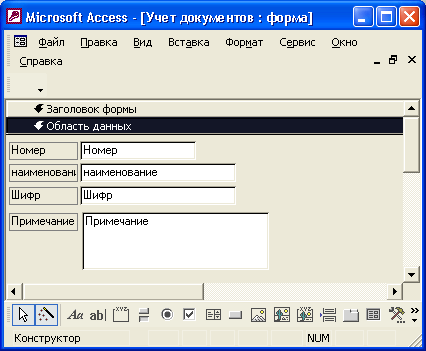 Microsoft Access - [Учет документов : форма]
Файл Правка Вид Вставка Формат Сервис Окно
Справка
Заголовок формы
Область данных
Номер Номер
наименовани наименование
Шифр Шифр
Примечание Примечание
Aa ab| XYZ
Конструктор NUM